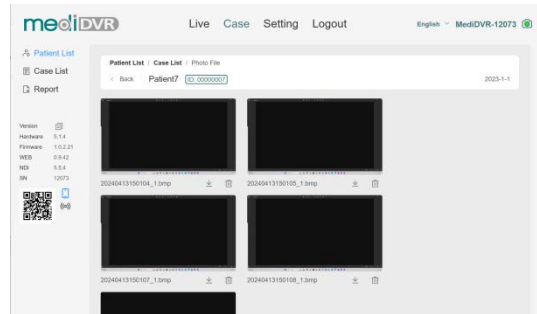 mediDVR
Live Case Setting Logout
English MediDVR-12073
Patient List
Case List
Report
Patient List / Case List / Photo File
< Back Patient7 ID: 00000007
2023-1-1
Version
Hardware 5.1.4
Firmware 1.0.2.21
WEB 0.9.42
NDI 5.5.4
SN 12073
20240413150104_1.bmp
20240413150105_1.bmp
20240413150107_1.bmp
20240413150108_1.bmp